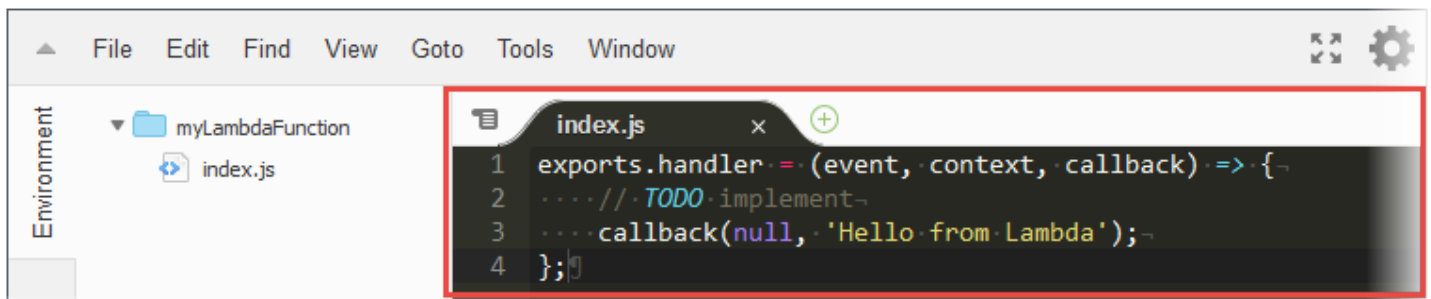 File Edit Find View Goto Tools Window
Environment
myLambdaFunction
index.js
index.js ×
1 exports.handler = (event, context, callback) => {
2     // TODO implement
3     callback(null, 'Hello from Lambda');
4 };